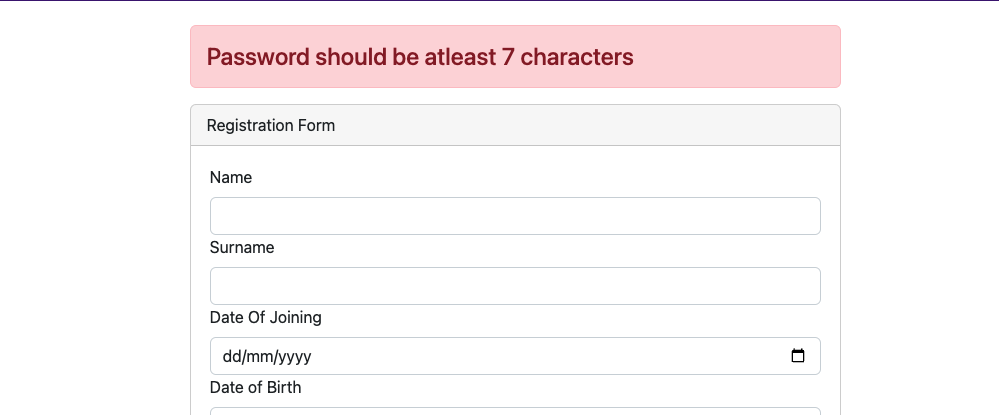 Password should be atleast 7 characters
Registration Form
Name
Surname
Date Of Joining
dd/mm/yyyy
Date of Birth